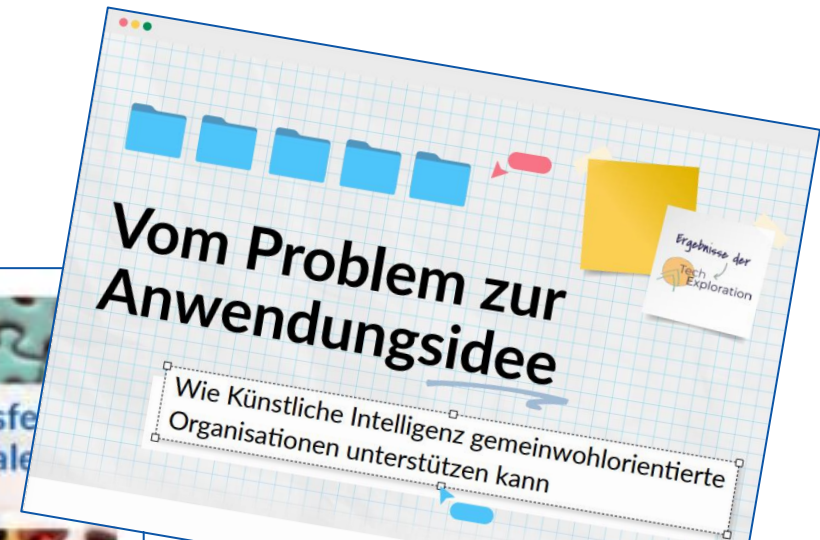 Ergebnisse der
Tech
Exploration
Vom Problem zur
Anwendungsidee
Wie Künstliche Intelligenz gemeinwohlorientierte
Organisationen unterstützen kann